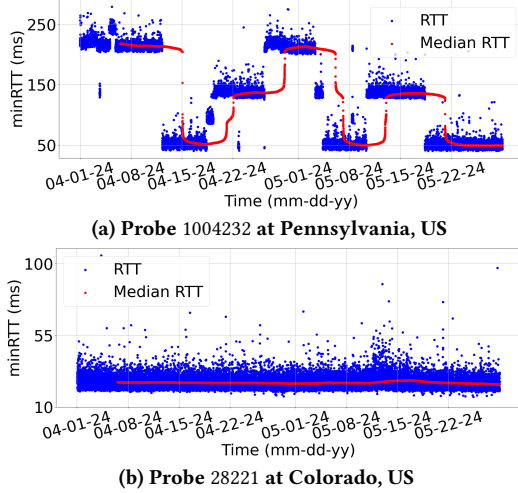 250
150
50
minRTT (ms)
RTT
Median RTT
04-01-24
04-08-24
04-15-24
04-22-24
05-01-24
05-08-24
05-15-24
05-22-24
Time (mm-dd-yy)
(a) Probe 1004232 at Pennsylvania, US
100
55
10
minRTT (ms)
RTT
Median RTT
04-01-24
04-08-24
04-15-24
04-22-24
05-01-24
05-08-24
05-15-24
05-22-24
Time (mm-dd-yy)
(b) Probe 28221 at Colorado, US